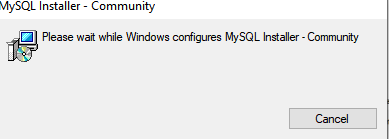 MySQL Installer - Community
Please wait while Windows configures MySQL Installer - Community
Cancel